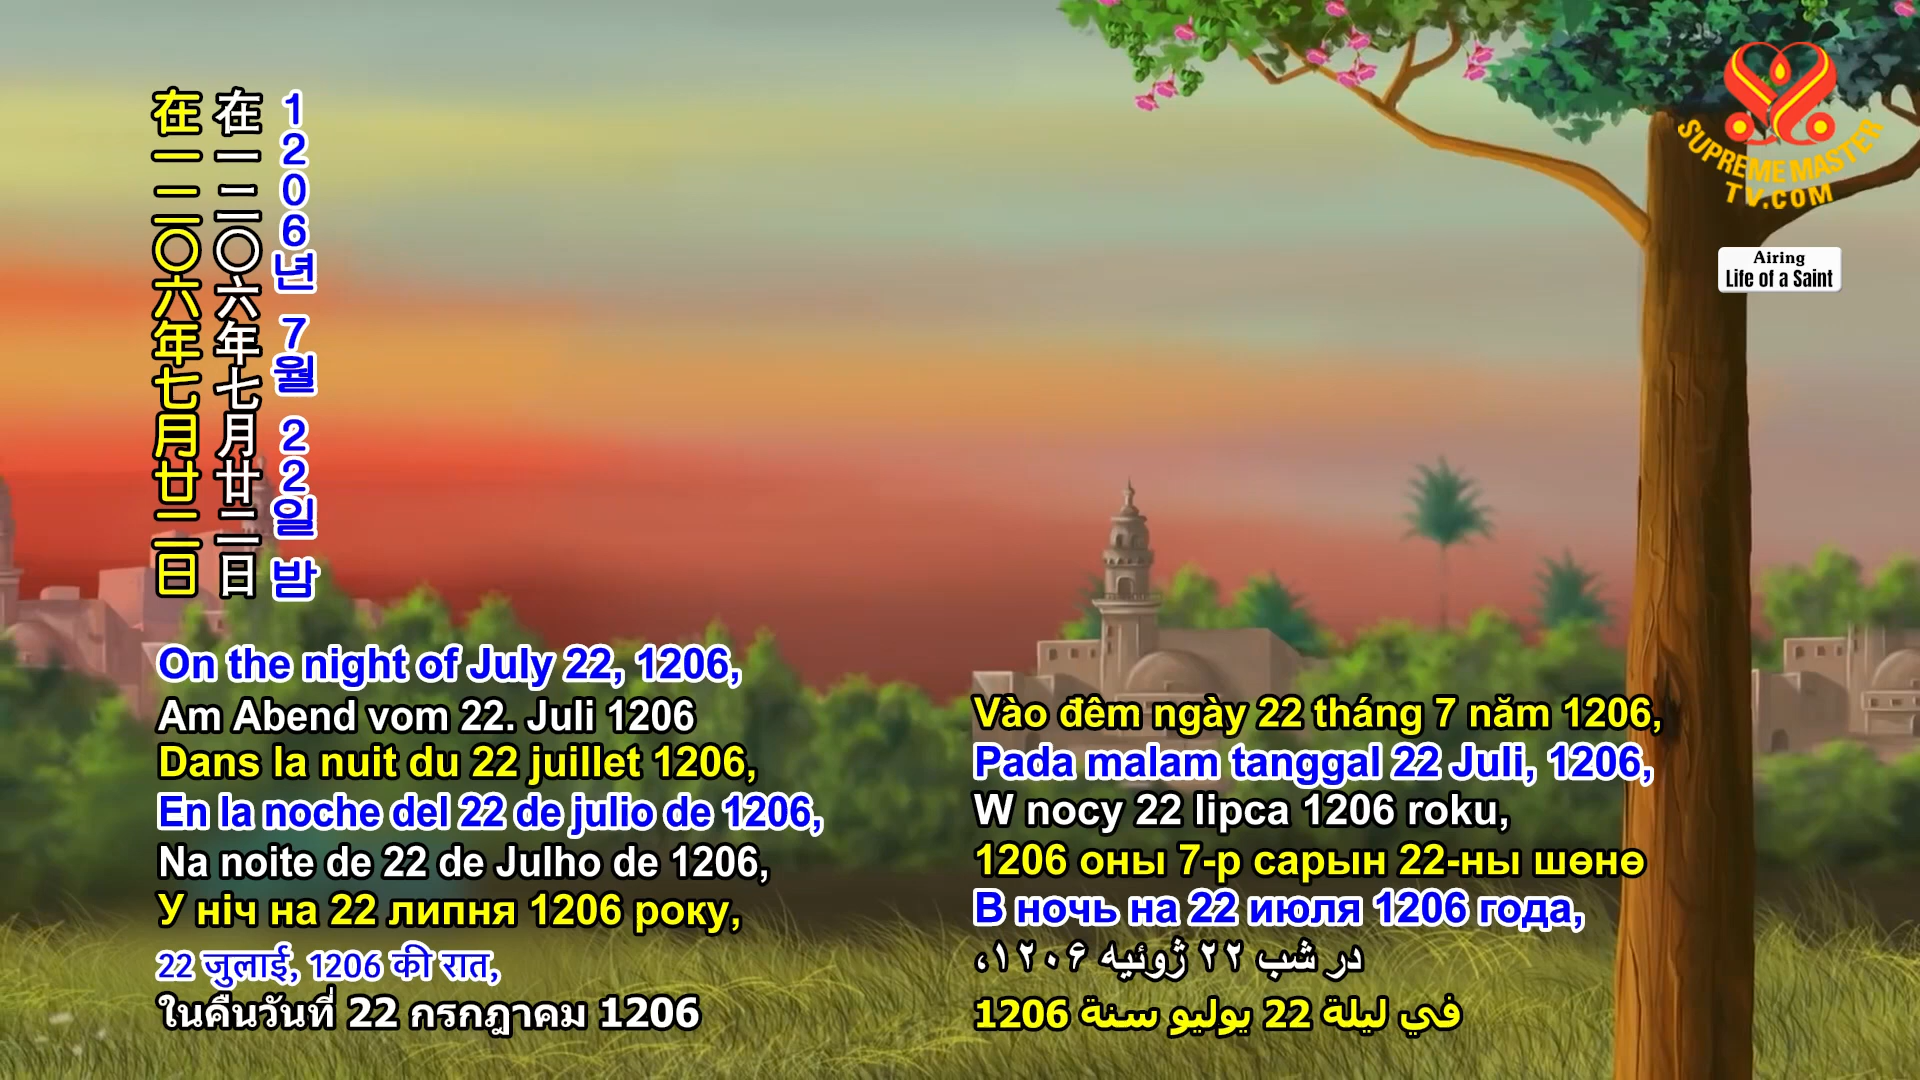 在一二〇六年七月廿二日
在一二〇六年七月廿二日
1206년 7월 22일 밤
On the night of July 22, 1206,
Am Abend vom 22. Juli 1206
Dans la nuit du 22 juillet 1206,
En la noche del 22 de julio de 1206,
Na noite de 22 de Julho de 1206,
У ніч на 22 липня 1206 року,
22 जुलाई, 1206 की रात,
ในคืนวันที่ 22 กรกฎาคม 1206
Vào đêm ngày 22 tháng 7 năm 1206,
Pada malam tanggal 22 Juli, 1206,
W nocy 22 lipca 1206 roku,
1206 оны 7-р сарын 22-ны шөнө
В ночь на 22 июля 1206 года,
در شب ۲۲ ژوئیه ۱۲۰۶،
في ليلة 22 يوليو سنة 1206
SUPREME MASTER
TV.COM
Airing
Life of a Saint